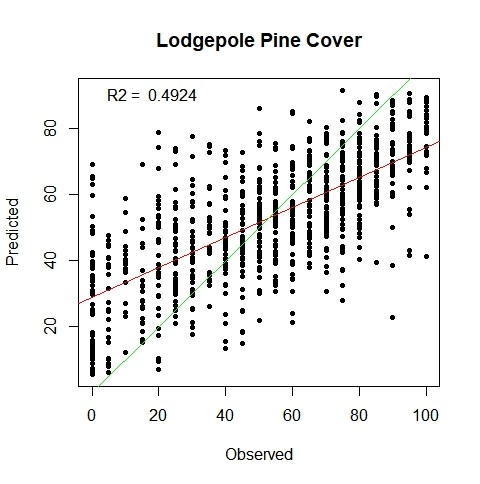 Lodgepole Pine Cover
R2 = 0.4924
80
60
40
20
Predicted
0 20 40 60 80 100
Observed